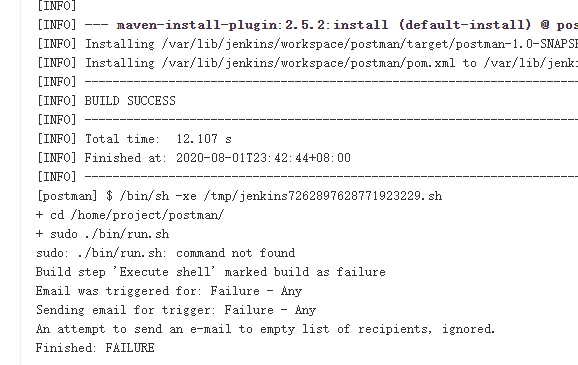 [INFO]
[INFO] --- maven-install-plugin:2.5.2:install (default-install) @ pos
[INFO] Installing /var/lib/jenkins/workspace/postman/target/postman-1.0-SNAPSH
[INFO] Installing /var/lib/jenkins/workspace/postman/pom.xml to /var/lib/jenki
[INFO] ------------------------------------------------------------------------
[INFO] BUILD SUCCESS
[INFO] ------------------------------------------------------------------------
[INFO] Total time:  12.107 s
[INFO] Finished at: 2020-08-01T23:42:44+08:00
[INFO] ------------------------------------------------------------------------
[postman] $ /bin/sh -xe /tmp/jenkins7262897628771923229.sh
+ cd /home/project/postman/
+ sudo ./bin/run.sh
sudo: ./bin/run.sh: command not found
Build step 'Execute shell' marked build as failure
Email was triggered for: Failure - Any
Sending email for trigger: Failure - Any
An attempt to send an e-mail to empty list of recipients, ignored.
Finished: FAILURE